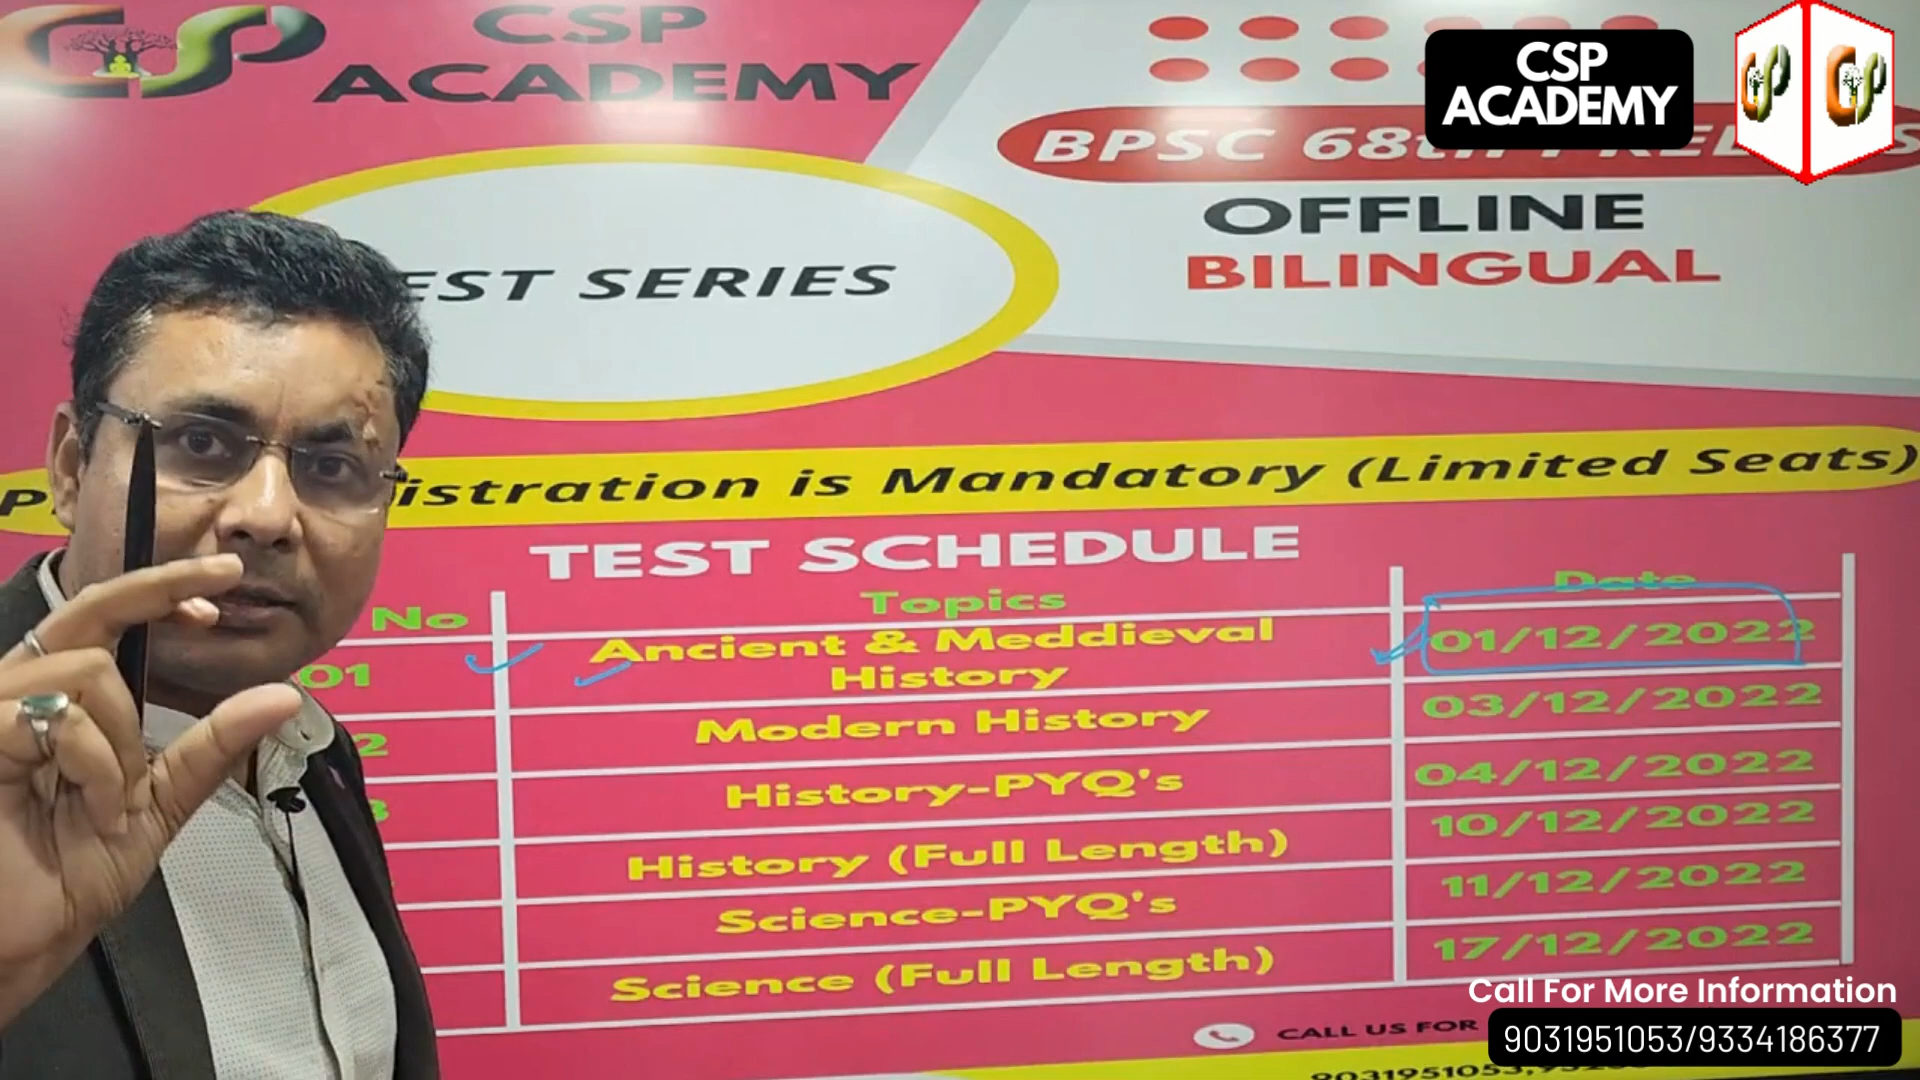 CSP
ACADEMY
CSP
ACADEMY
BPSC 68th
OFFLINE
BILINGUAL
EST SERIES
istration is Mandatory (Limited Seats)
TEST SCHEDULE
No Topics Date
01 Ancient & Meddieval
History 01/12/2022
2 Modern History 03/12/2022
3 History-PYQ's 04/12/2022
History (Full Length) 10/12/2022
Science-PYQ's 11/12/2022
Science (Full Length) 17/12/2022
Call For More Information
CALL US FOR
9031951053/9334186377